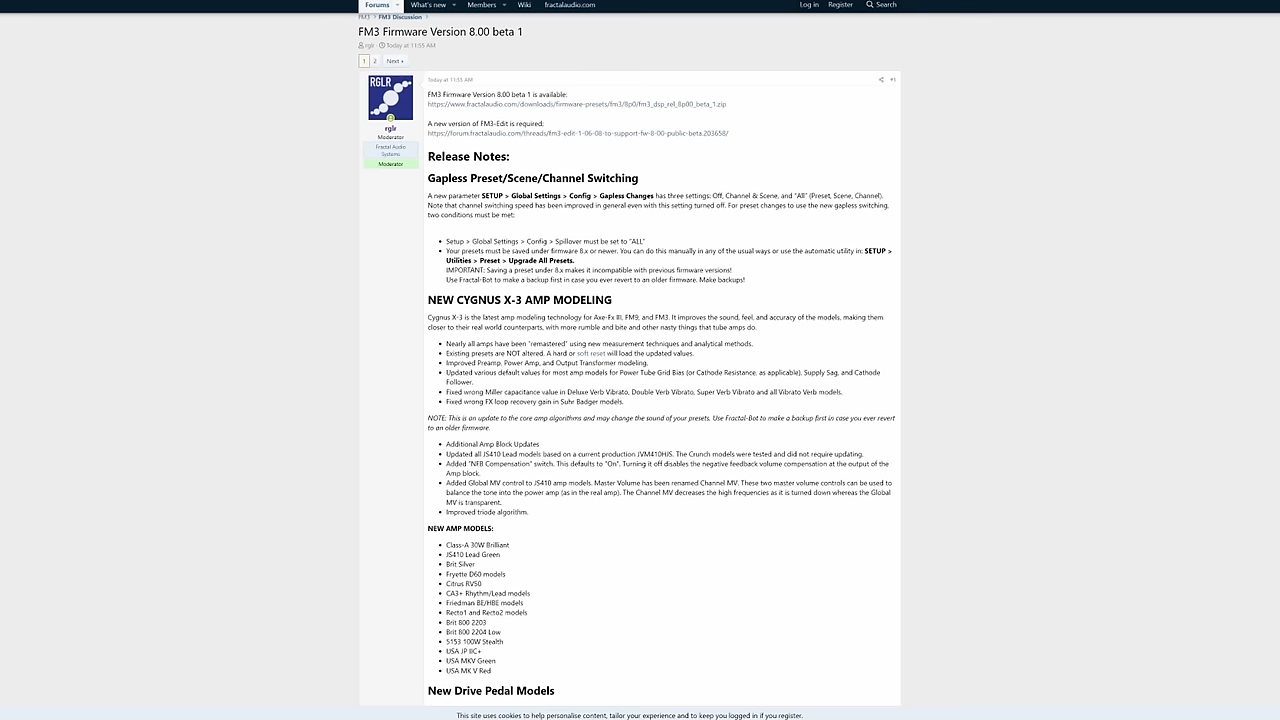 Forums What's new Members Wiki fractalaudio.com Log in Register Search
FM3 > FM3 Discussion >
FM3 Firmware Version 8.00 beta 1
rglr Today at 11:55 AM
1 2 Next
Today at 11:55 AM #1
RGLR
rglr
Moderator
Fractal Audio
Systems
Moderator
FM3 Firmware Version 8.00 beta 1 is available:
https://www.fractalaudio.com/downloads/firmware-presets/fm3/8p0/fm3_dsp_rel_8p00_beta_1.zip
A new version of FM3-Edit is required:
https://forum.fractalaudio.com/threads/fm3-edit-1-06-08-to-support-fw-8-00-public-beta.203658/
Release Notes:
Gapless Preset/Scene/Channel Switching
A new parameter SETUP > Global Settings > Config > Gapless Changes has three settings: Off, Channel & Scene, and "All" (Preset, Scene, Channel).
Note that channel switching speed has been improved in general even with this setting turned off. For preset changes to use the new gapless switching,
two conditions must be met:
• Setup > Global Settings > Config > Spillover must be set to "ALL"
• Your presets must be saved under firmware 8.x or newer. You can do this manually in any of the usual ways or use the automatic utility in: SETUP >
Utilities > Preset > Upgrade All Presets.
IMPORTANT: Saving a preset under 8.x makes it incompatible with previous firmware versions!
Use Fractal-Bot to make a backup first in case you ever revert to an older firmware. Make backups!
NEW CYGNUS X-3 AMP MODELING
Cygnus X-3 is the latest amp modeling technology for Axe-Fx III, FM9, and FM3. It improves the sound, feel, and accuracy of the models, making them
closer to their real world counterparts, with more rumble and bite and other nasty things that tube amps do.
• Nearly all amps have been "remastered" using new measurement techniques and analytical methods.
• Existing presets are NOT altered. A hard or soft reset will load the updated values.
• Improved Preamp, Power Amp, and Output Transformer modeling.
• Updated various default values for most amp models for Power Tube Grid Bias (or Cathode Resistance, as applicable), Supply Sag, and Cathode
Follower.
• Fixed wrong Miller capacitance value in Deluxe Verb Vibrato, Double Verb Vibrato, Super Verb Vibrato and all Vibrato Verb models.
• Fixed wrong FX loop recovery gain in Suhr Badger models.
NOTE: This is an update to the core amp algorithms and may change the sound of your presets. Use Fractal-Bot to make a backup first in case you ever revert
to an older firmware.
• Additional Amp Block Updates
• Updated all JS410 Lead models based on a current production JVM410HJS. The Crunch models were tested and did not require updating.
• Added "NFB Compensation" switch. This defaults to "On". Turning it off disables the negative feedback volume compensation at the output of the
Amp block.
• Added Global MV control to JS410 amp models. Master Volume has been renamed Channel MV. These two master volume controls can be used to
balance the tone into the power amp (as in the real amp). The Channel MV decreases the high frequencies as it is turned down whereas the Global
MV is transparent.
• Improved triode algorithm.
NEW AMP MODELS:
• Class-A 30W Brilliant
• JS410 Lead Green
• Brit Silver
• Fryette D60 models
• Citrus RV50
• CA3+ Rhythm/Lead models
• Friedman BE/HBE models
• Recto1 and Recto2 models
• Brit 800 2203
• Brit 800 2204 Low
• 5153 100W Stealth
• USA JP IIC+
• USA MKV Green
• USA MK V Red
New Drive Pedal Models
This site uses cookies to help personalise content, tailor your experience and to keep you logged in if you register.